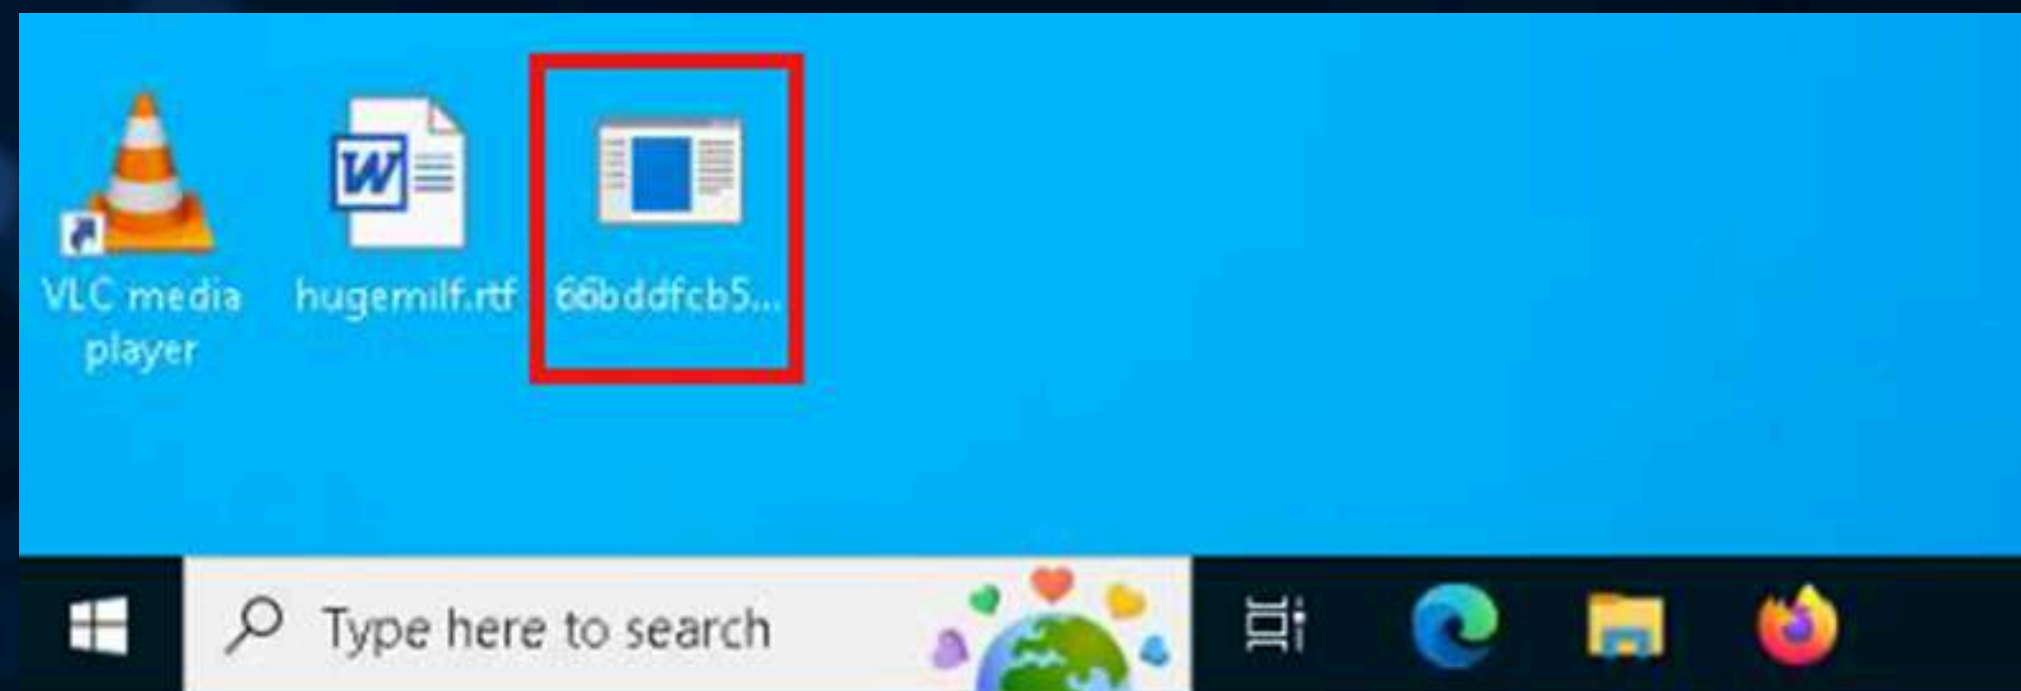 VLC media
player
hugemilf.rtf
66bddfcb5...
Type here to search